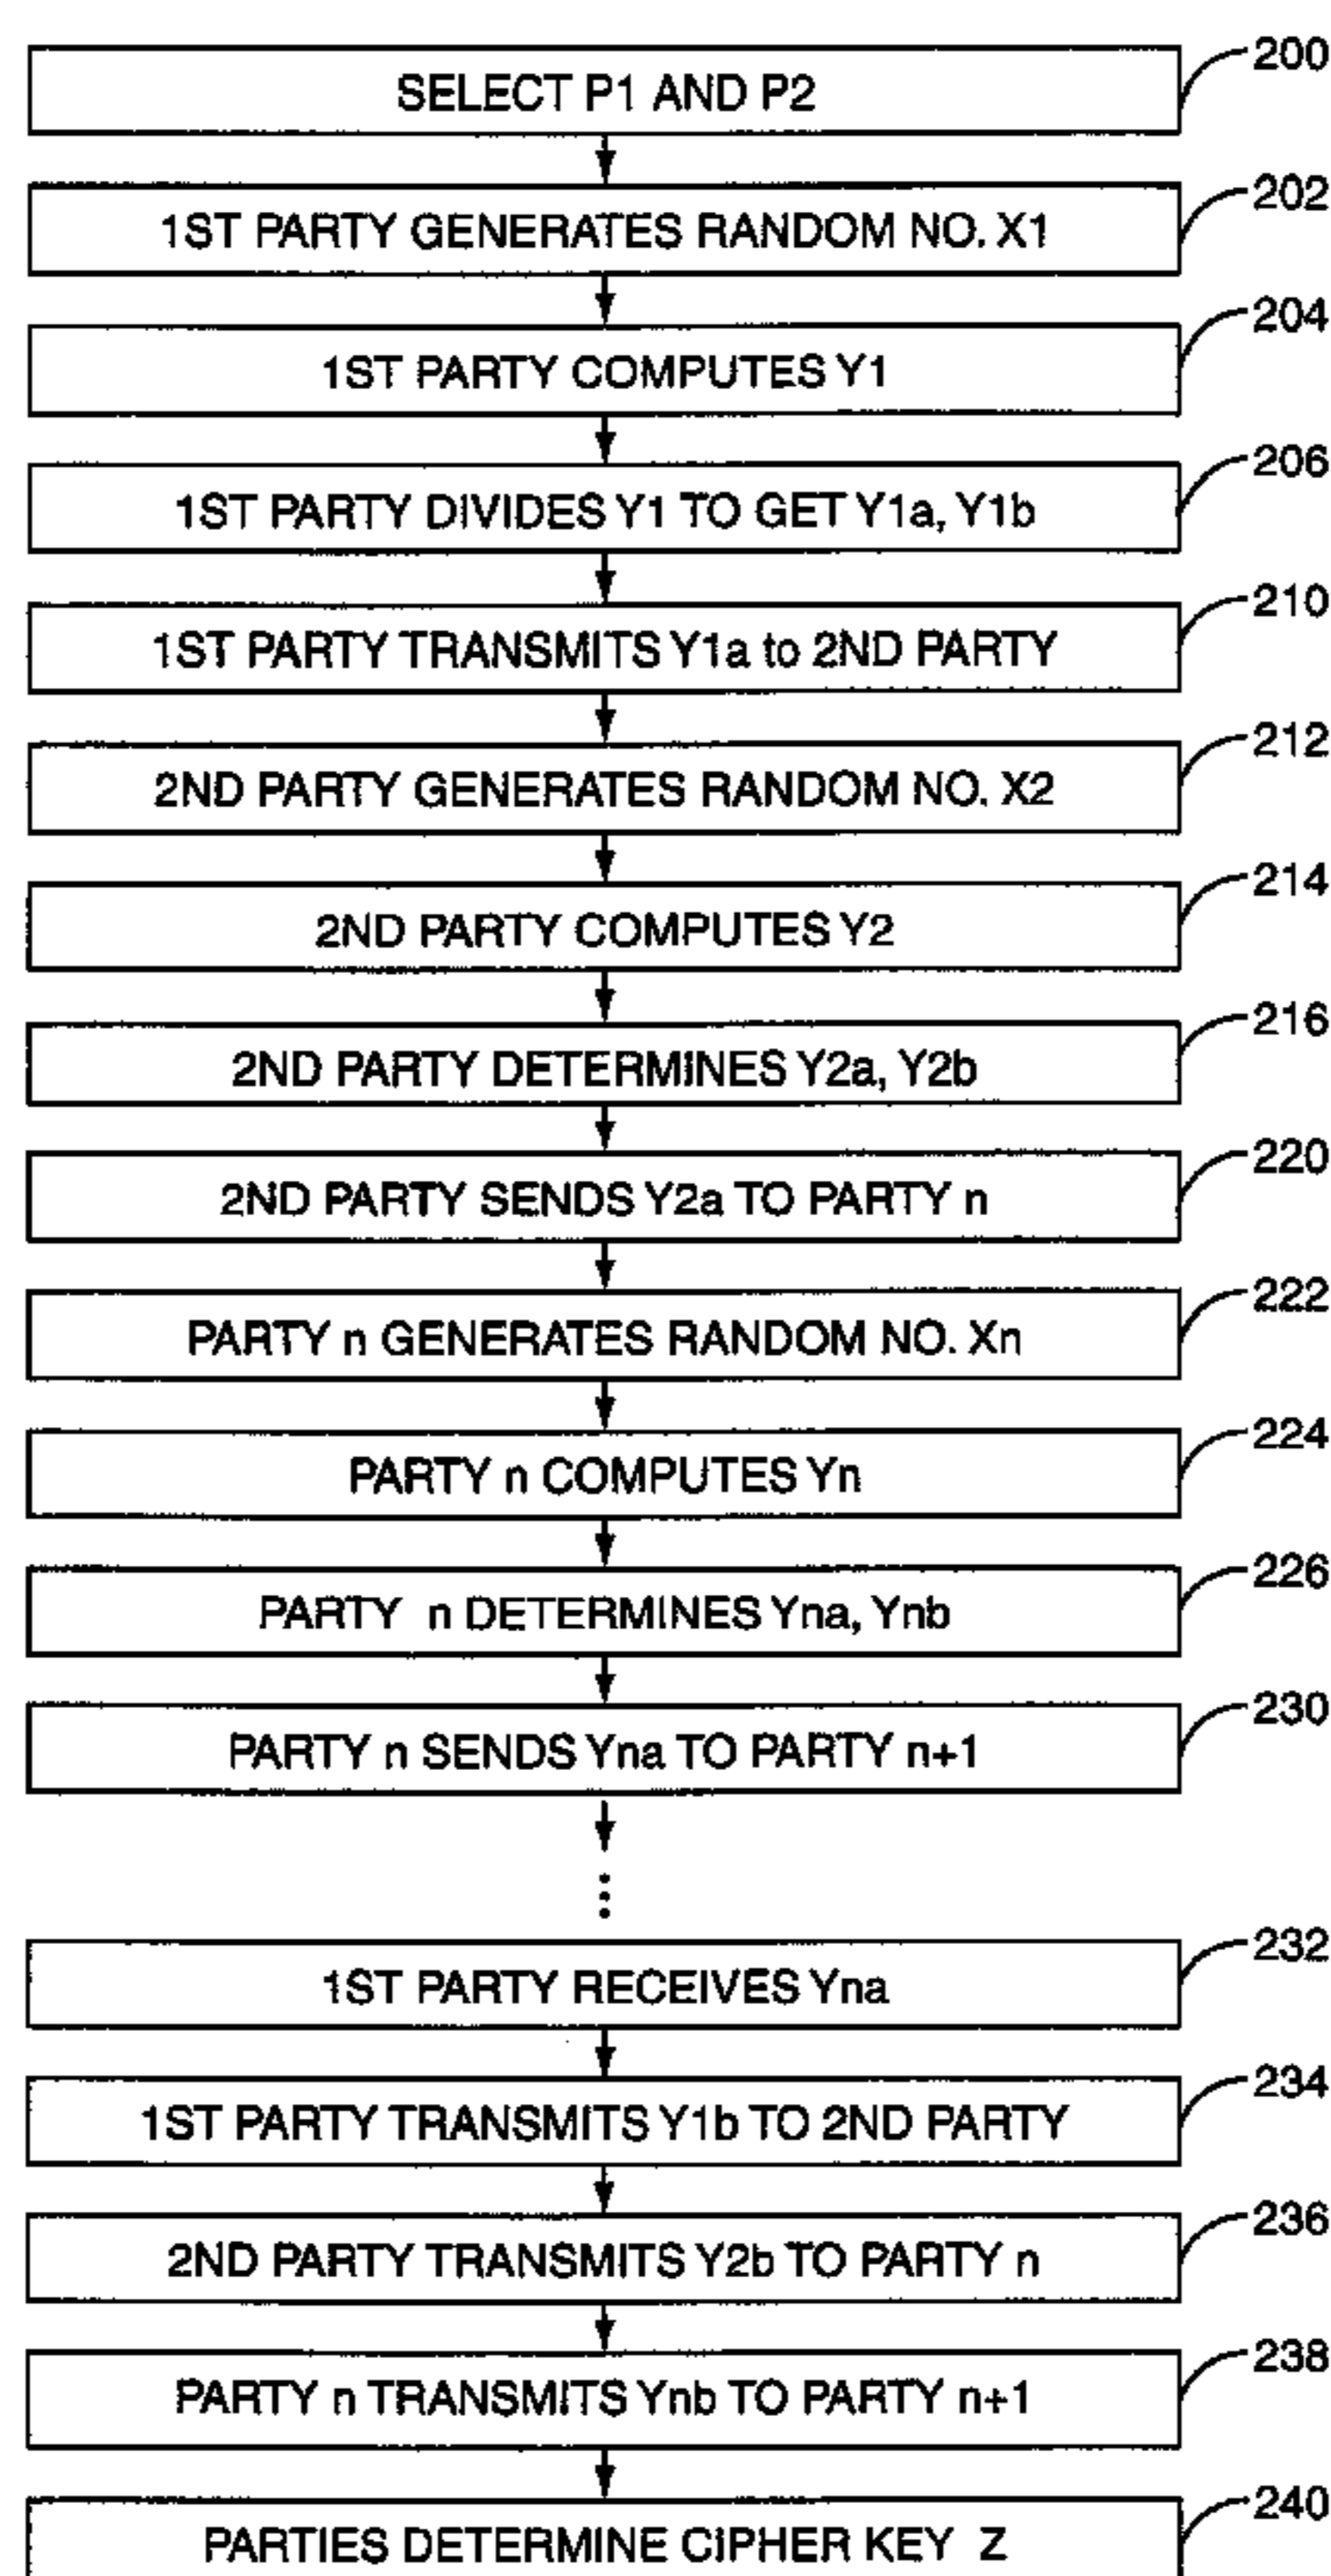 SELECT P1 AND P2
200
1ST PARTY GENERATES RANDOM NO. X1
202
1ST PARTY COMPUTES Y1
204
1ST PARTY DIVIDES Y1 TO GET Y1a, Y1b
206
1ST PARTY TRANSMITS Y1a to 2ND PARTY
210
2ND PARTY GENERATES RANDOM NO. X2
212
2ND PARTY COMPUTES Y2
214
2ND PARTY DETERMINES Y2a, Y2b
216
2ND PARTY SENDS Y2a TO PARTY n
220
PARTY n GENERATES RANDOM NO. Xn
222
PARTY n COMPUTES Yn
224
PARTY n DETERMINES Yna, Ynb
226
PARTY n SENDS Yna TO PARTY n+1
230
1ST PARTY RECEIVES Yna
232
1ST PARTY TRANSMITS Y1b TO 2ND PARTY
234
2ND PARTY TRANSMITS Y2b TO PARTY n
236
PARTY n TRANSMITS Ynb TO PARTY n+1
238
PARTIES DETERMINE CIPHER KEY Z
240